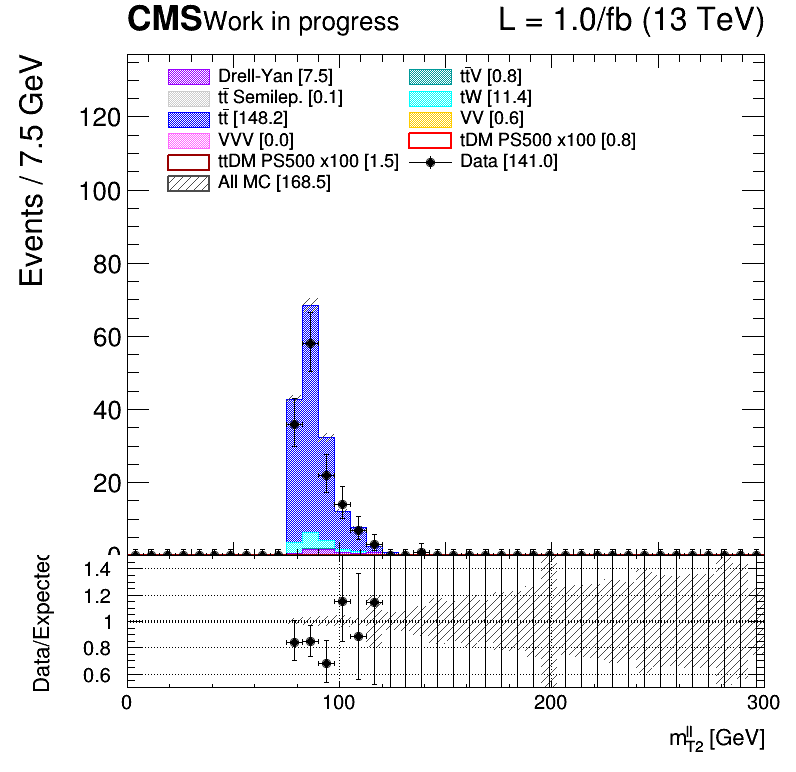 CMS Work in progress L = 1.0/fb (13 TeV)
Events / 7.5 GeV
Drell-Yan [7.5] tt̄V [0.8]
tt̄ Semilep. [0.1] tW [11.4]
tt̄ [148.2] VV [0.6]
VVV [0.0] tDM PS500 x100 [0.8]
ttDM PS500 x100 [1.5] Data [141.0]
All MC [168.5]
120
100
80
60
40
20
0
Data/Expected
1.4
1.2
1
0.8
0.6
0 100 200 300
m_{T2}^{ll} [GeV]